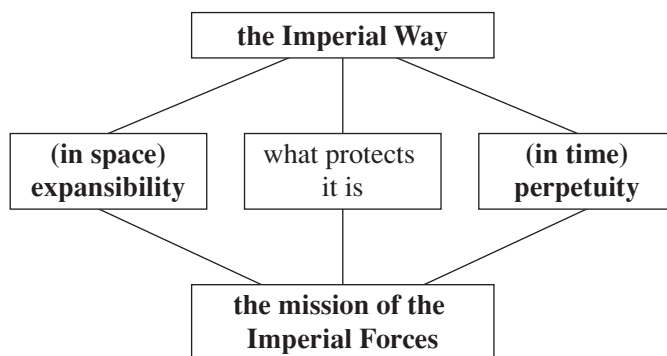 the Imperial Way
(in space)
expansibility
what protects
it is
(in time)
perpetuity
the mission of the
Imperial Forces